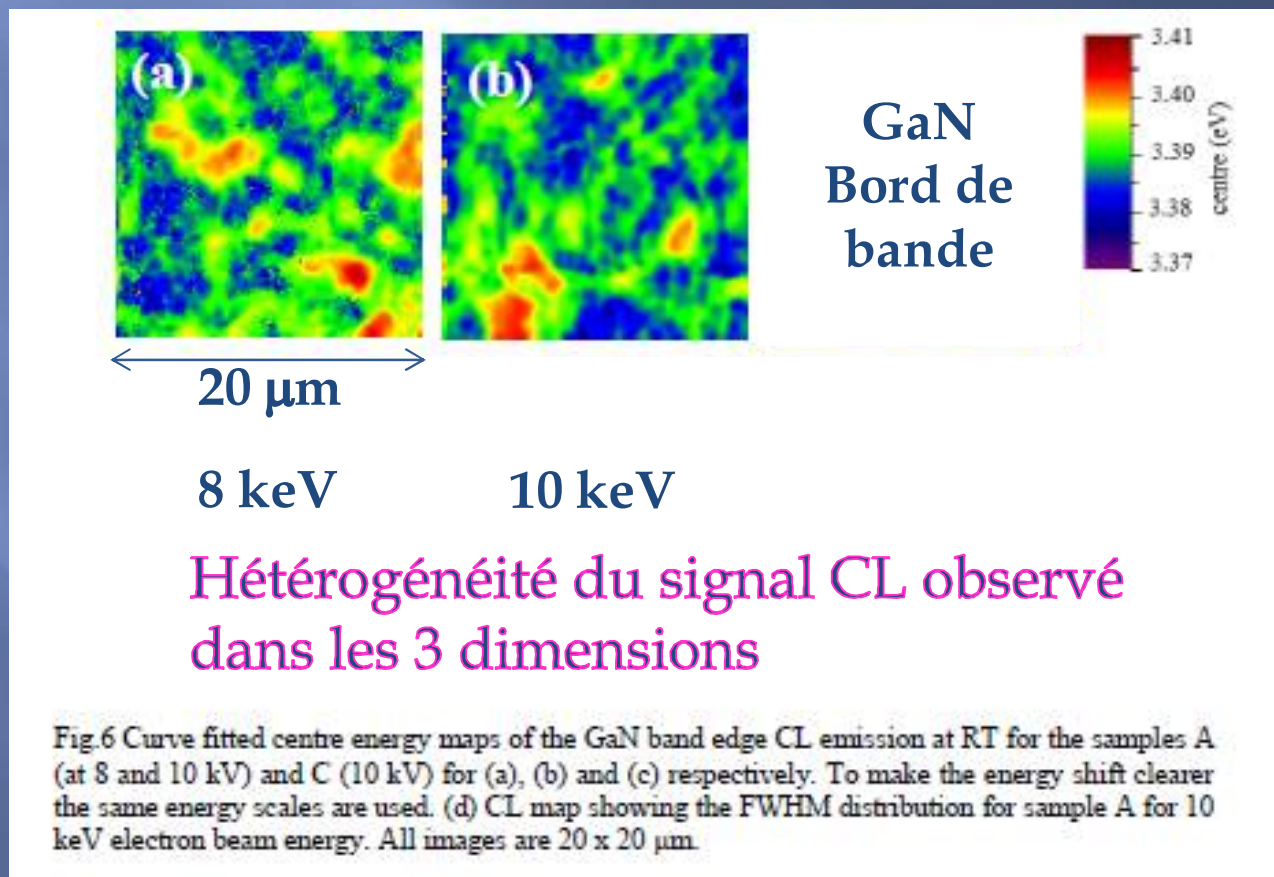 (a)
(b)
GaN
Bord de
bande
3.41
3.40
3.39
3.38
3.37
centre (eV)
20 μm
8 keV
10 keV
Hétérogénéité du signal CL observé
dans les 3 dimensions
Fig.6 Curve fitted centre energy maps of the GaN band edge CL emission at RT for the samples A
(at 8 and 10 kV) and C (10 kV) for (a), (b) and (c) respectively. To make the energy shift clearer
the same energy scales are used. (d) CL map showing the FWHM distribution for sample A for 10
keV electron beam energy. All images are 20 x 20 μm.